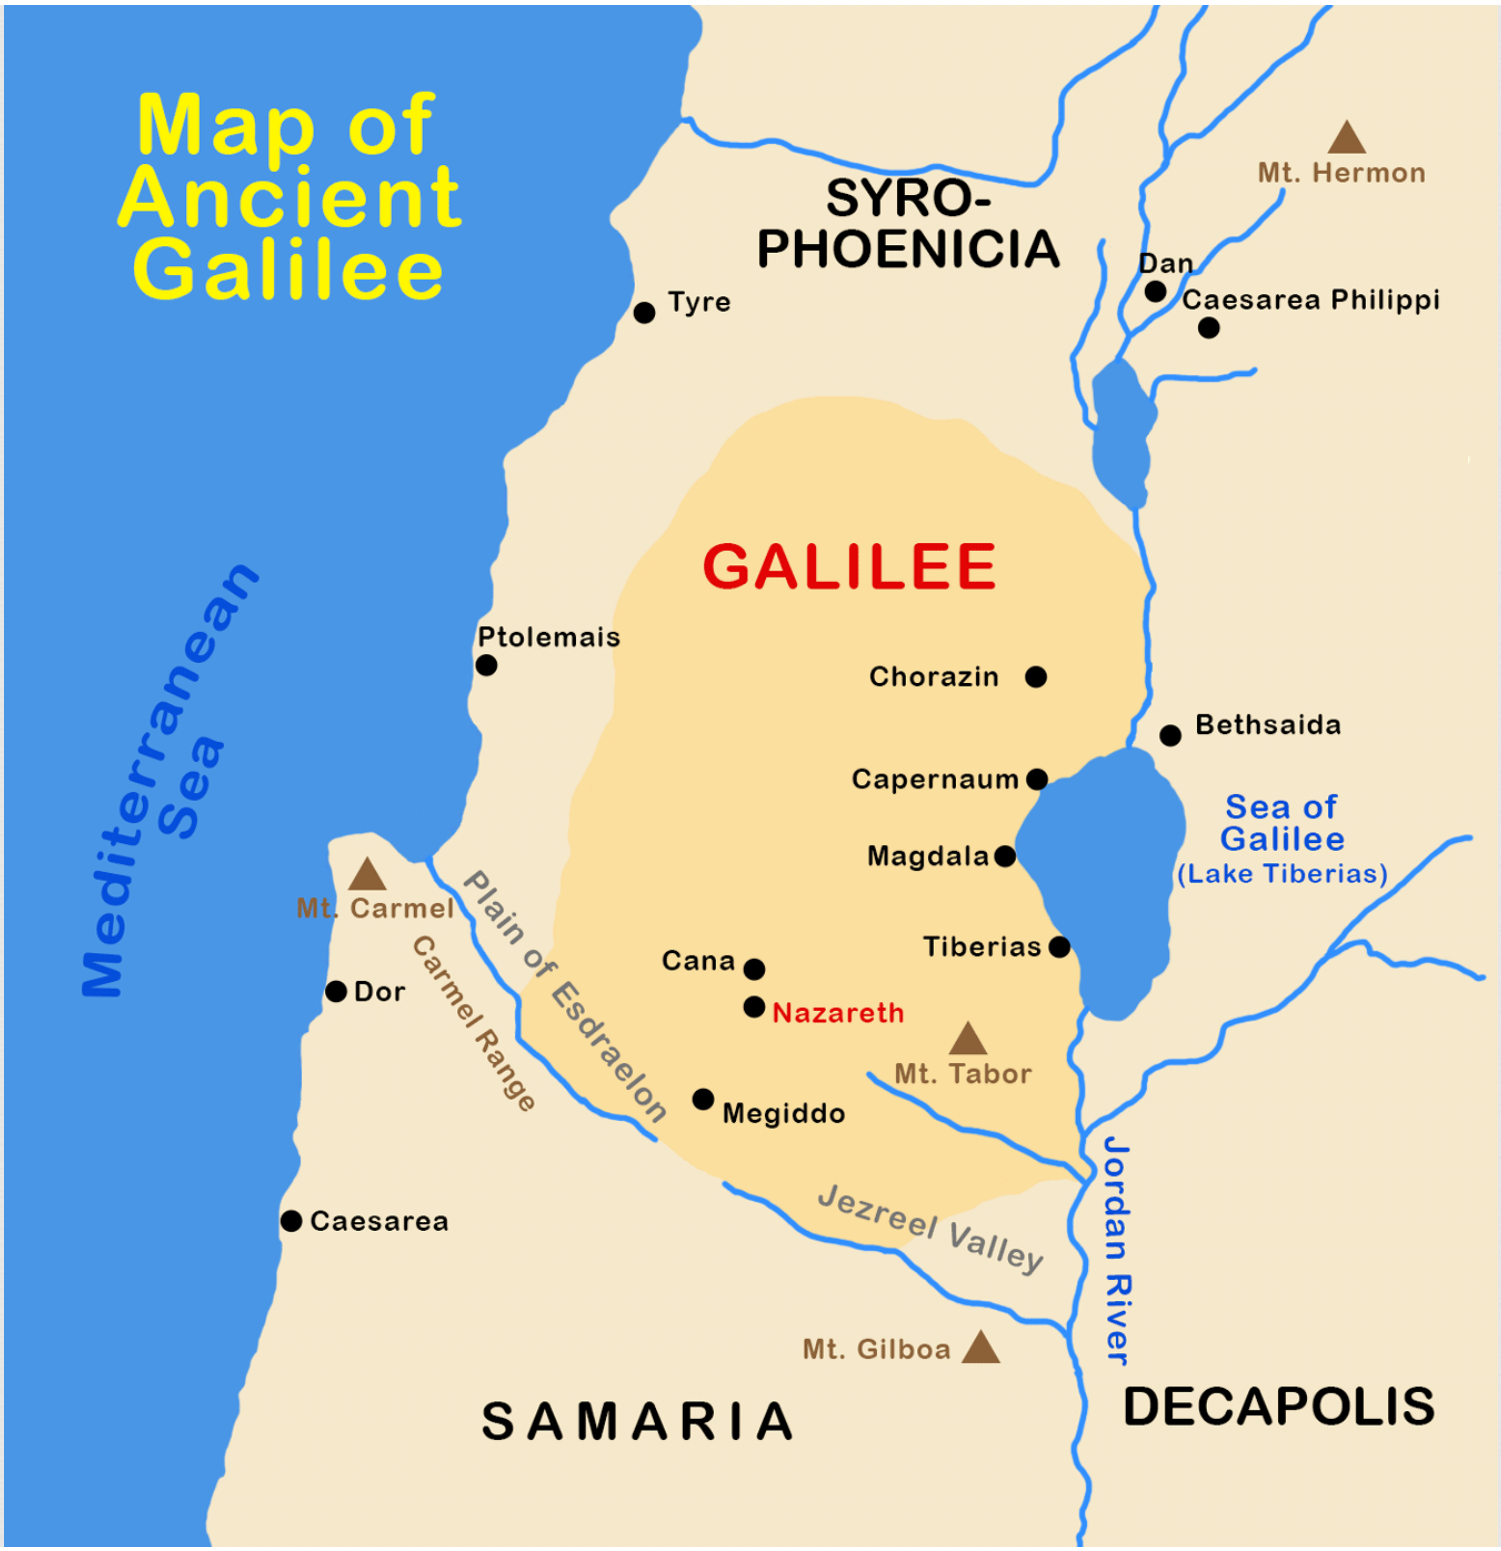 Map of
Ancient
Galilee
Mt. Hermon
SYRO-
PHOENICIA
Dan
Tyre
Caesarea Philippi
GALILEE
Mediterranean
Sea
Ptolemais
Chorazin
Bethsaida
Capernaum
Sea of
Galilee
(Lake Tiberias)
Magdala
Mt. Carmel
Plain of Esdraelon
Carmel Range
Tiberias
Cana
Dor
Nazareth
Mt. Tabor
Megiddo
Jordan River
Jezreel Valley
Caesarea
Mt. Gilboa
SAMARIA
DECAPOLIS